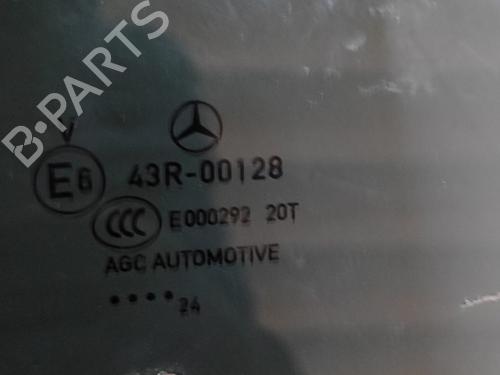 B-PARTS
V
E6 43R-00128
CCC E000292 20T
AGC AUTOMOTIVE
•••• 24